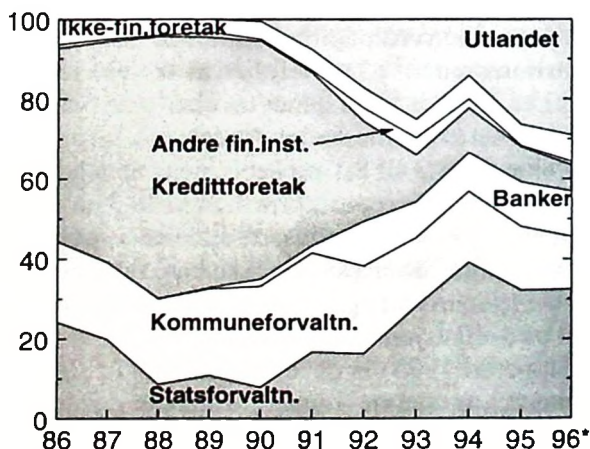 100
80
60
40
20
0
Ikke-fin.foretak
Utlandet
Andre fin.inst.
Kredittforetak
Banker
Kommuneforvaltn.
Statsforvaltn.
86 87 88 89 90 91 92 93 94 95 96*